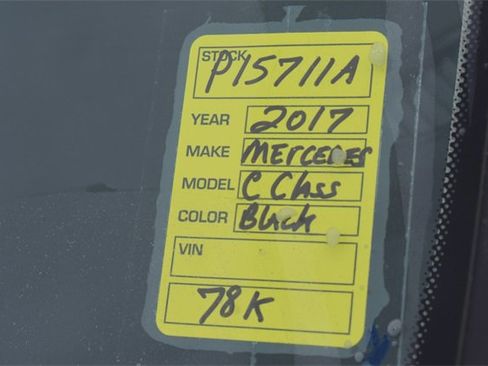 STOCK P15711A
YEAR 2017
MAKE MERCEDES
MODEL C Class
COLOR Black
VIN
78K